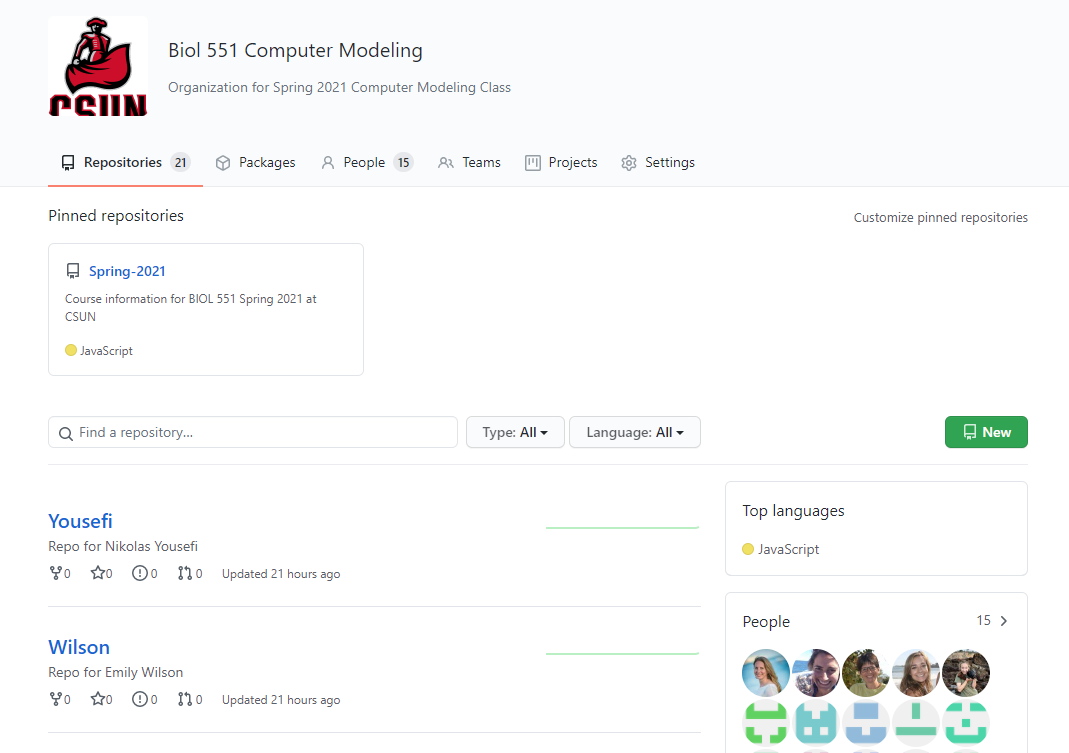 CSUN
Biol 551 Computer Modeling
Organization for Spring 2021 Computer Modeling Class
Repositories 21 Packages People 15 Teams Projects Settings
Pinned repositories
Customize pinned repositories
Spring-2021
Course information for BIOL 551 Spring 2021 at
CSUN
JavaScript
Find a repository...
Type: All
Language: All
New
Yousefi
Repo for Nikolas Yousefi
0 0 0 0 Updated 21 hours ago
Wilson
Repo for Emily Wilson
0 0 0 0 Updated 21 hours ago
Top languages
JavaScript
People 15